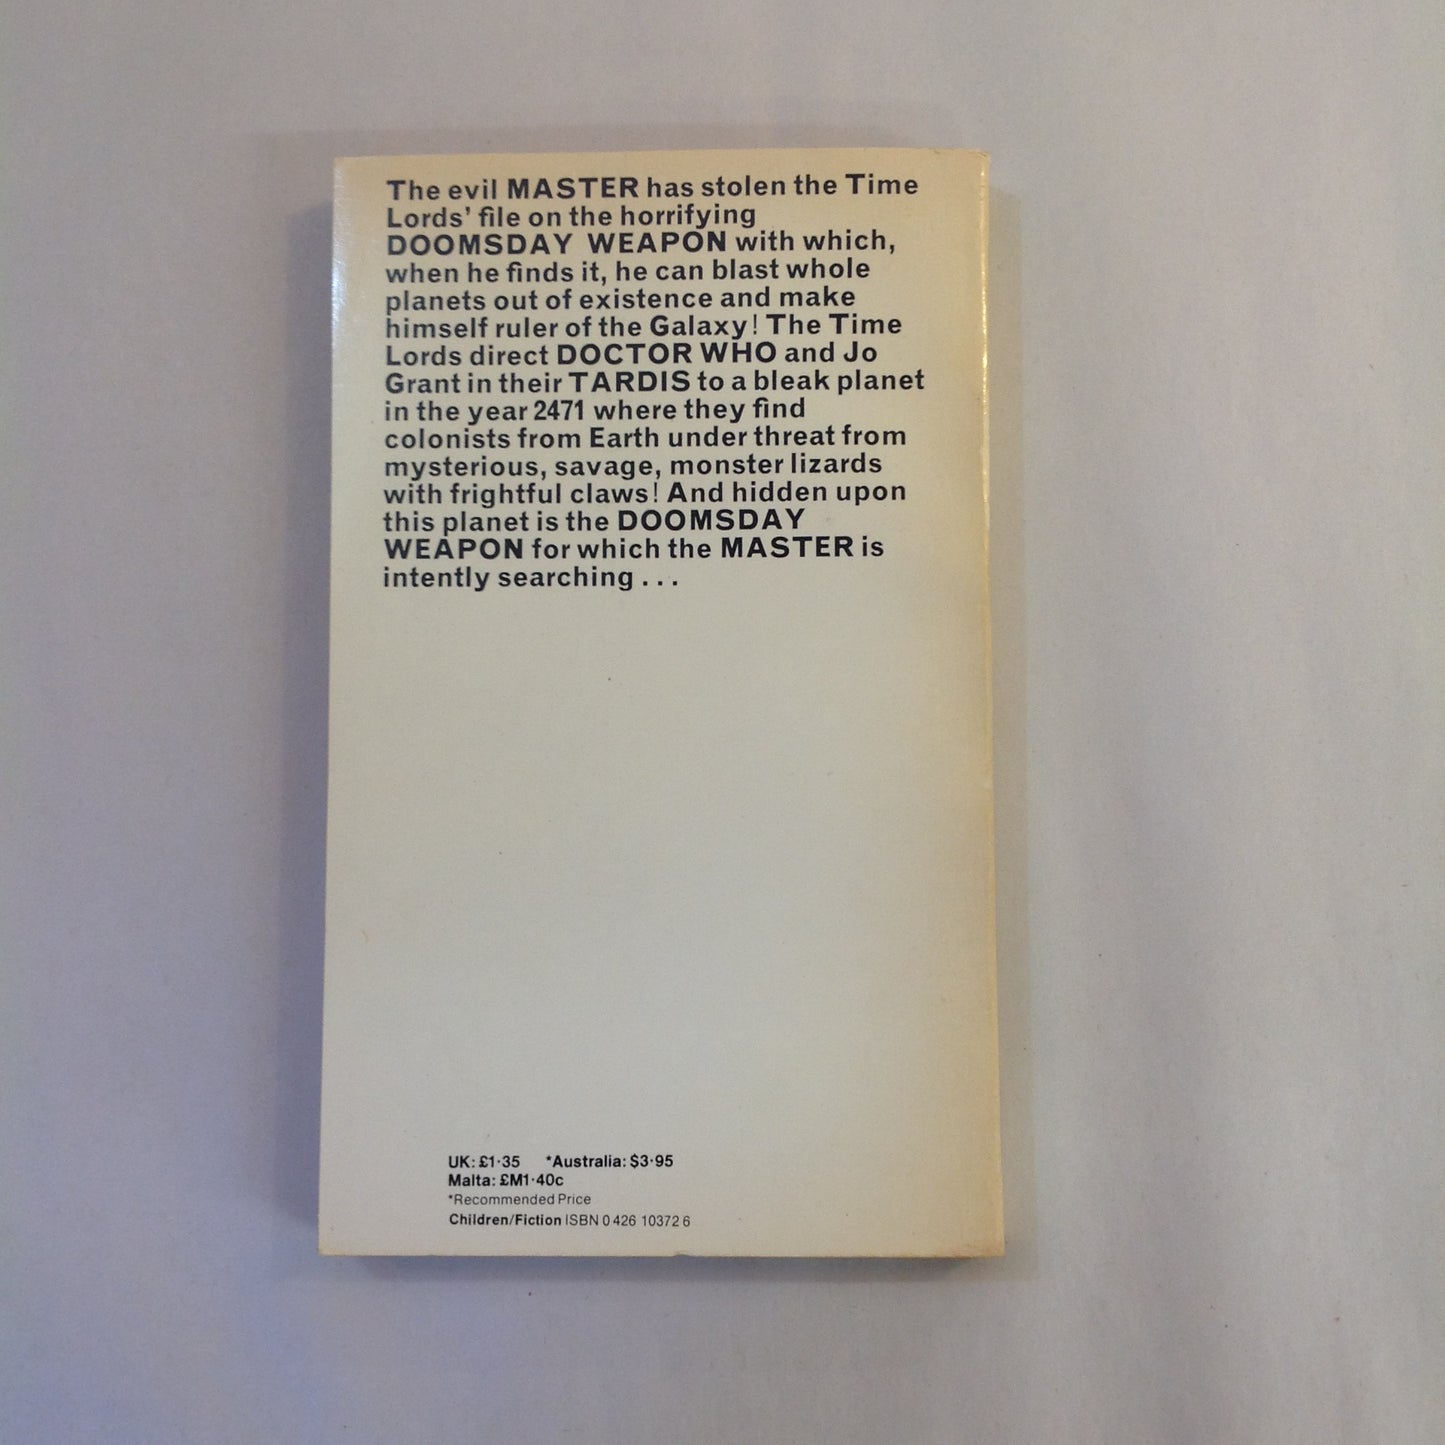 The evil MASTER has stolen the Time
Lords' file on the horrifying
DOOMSDAY WEAPON with which,
when he finds it, he can blast whole
planets out of existence and make
himself ruler of the Galaxy! The Time
Lords direct DOCTOR WHO and Jo
Grant in their TARDIS to a bleak planet
in the year 2471 where they find
colonists from Earth under threat from
mysterious, savage, monster lizards
with frightful claws! And hidden upon
this planet is the DOOMSDAY
WEAPON for which the MASTER is
intently searching . . .
UK: £1·35 *Australia: $3·95
Malta: £M1·40c
*Recommended Price
Children/Fiction ISBN 0 426 10372 6